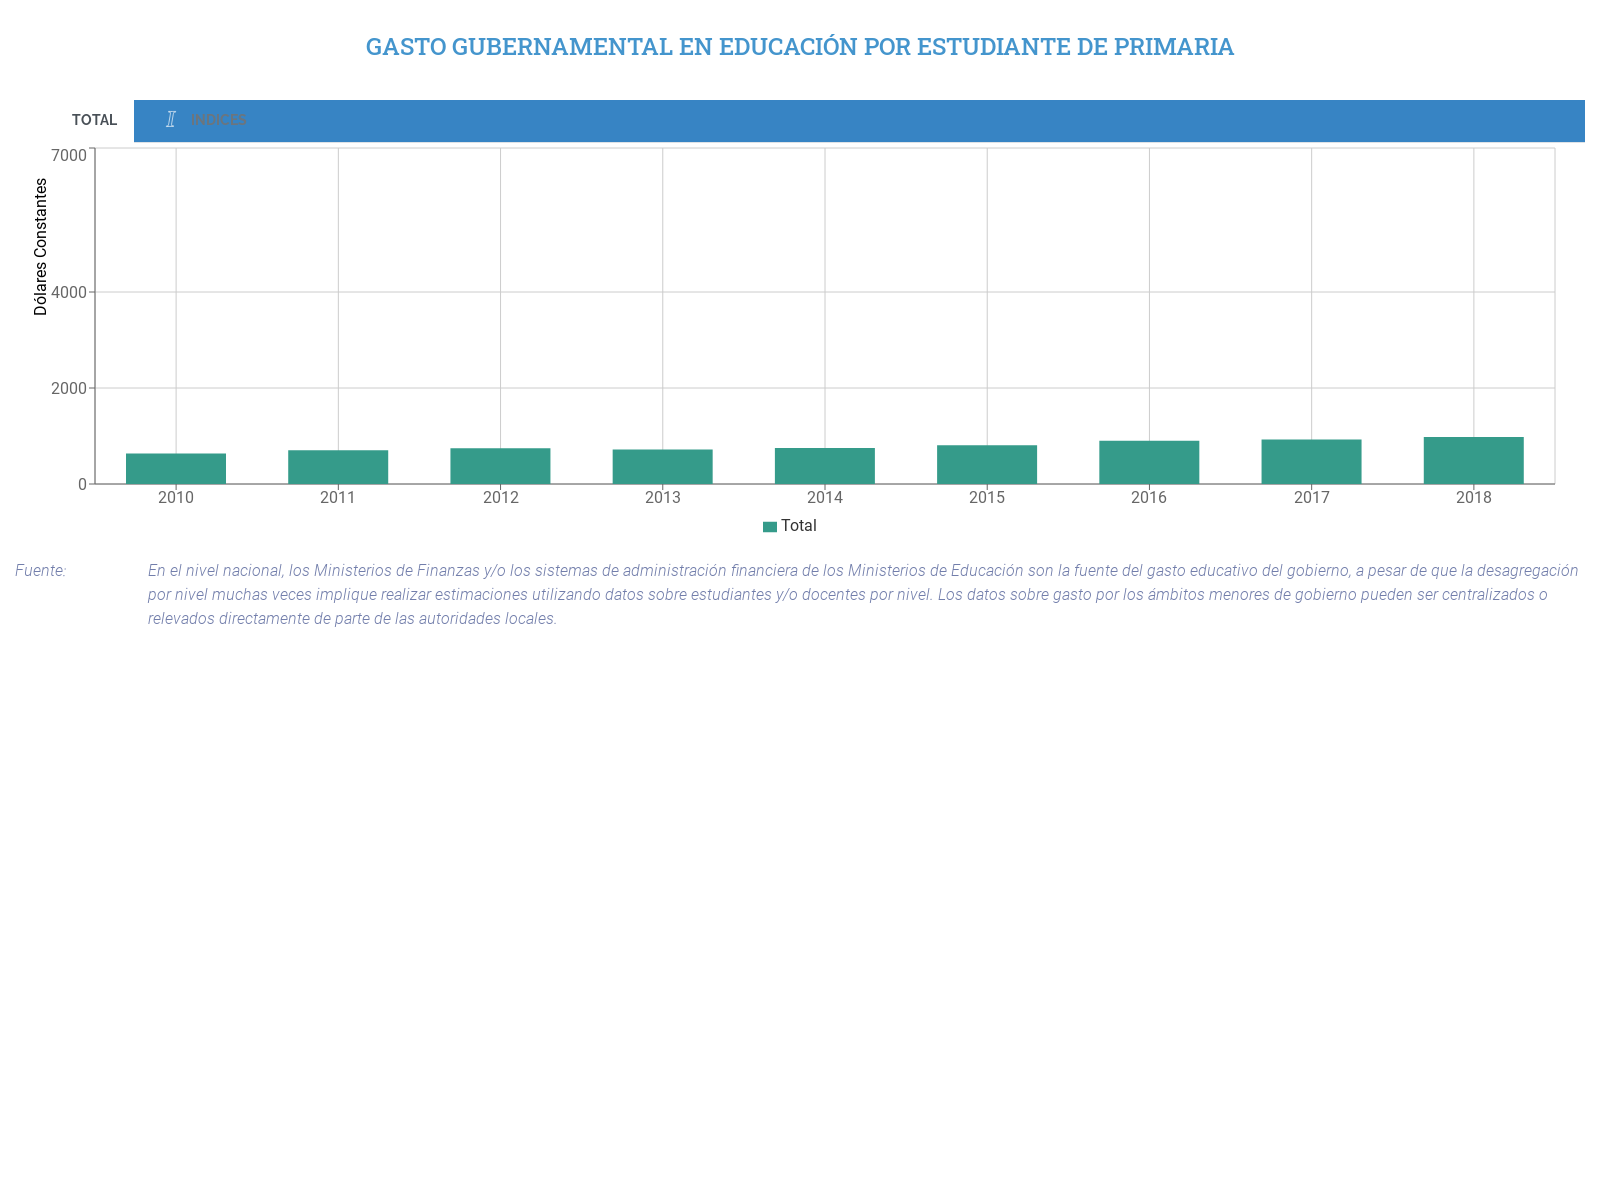 GASTO GUBERNAMENTAL EN EDUCACIÓN POR ESTUDIANTE DE PRIMARIA
TOTAL
I INDICES
7000
Dólares Constantes
4000
2000
0
2010 2011 2012 2013 2014 2015 2016 2017 2018
Total
Fuente: En el nivel nacional, los Ministerios de Finanzas y/o los sistemas de administración financiera de los Ministerios de Educación son la fuente del gasto educativo del gobierno, a pesar de que la desagregación
por nivel muchas veces implique realizar estimaciones utilizando datos sobre estudiantes y/o docentes por nivel. Los datos sobre gasto por los ámbitos menores de gobierno pueden ser centralizados o
relevados directamente de parte de las autoridades locales.